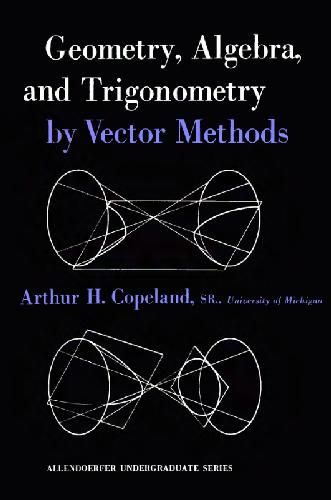 Geometry, Algebra,
and Trigonometry
by Vector Methods
Arthur H. Copeland, SR., University of Michigan
ALLENDOERFER UNDERGRADUATE SERIES